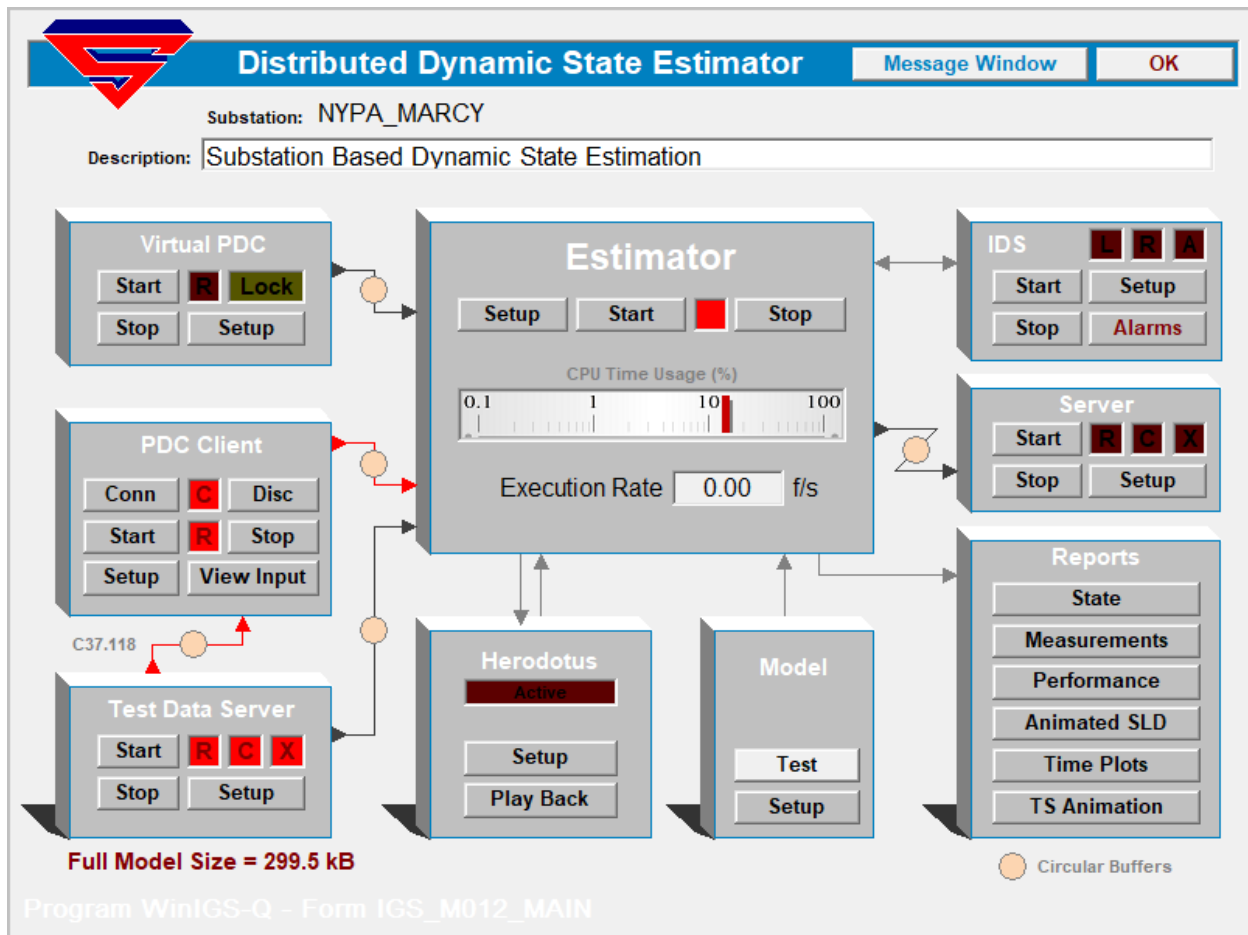 Distributed Dynamic State Estimator
Message Window
OK
Substation: NYPA_MARCY
Description: Substation Based Dynamic State Estimation
Virtual PDC
Start R Lock
Stop Setup
PDC Client
Conn C Disc
Start R Stop
Setup View Input
C37.118
Test Data Server
Start R C X
Stop Setup
Full Model Size = 299.5 kB
Estimator
Setup Start Stop
CPU Time Usage (%)
0.1 1 10 100
Execution Rate 0.00 f/s
Herodotus
Active
Setup
Play Back
Model
Test
Setup
IDS L R A
Start Setup
Stop Alarms
Server
Start R C X
Stop Setup
Reports
State
Measurements
Performance
Animated SLD
Time Plots
TS Animation
Circular Buffers
Program WinIGS-Q - Form IGS_M012_MAIN